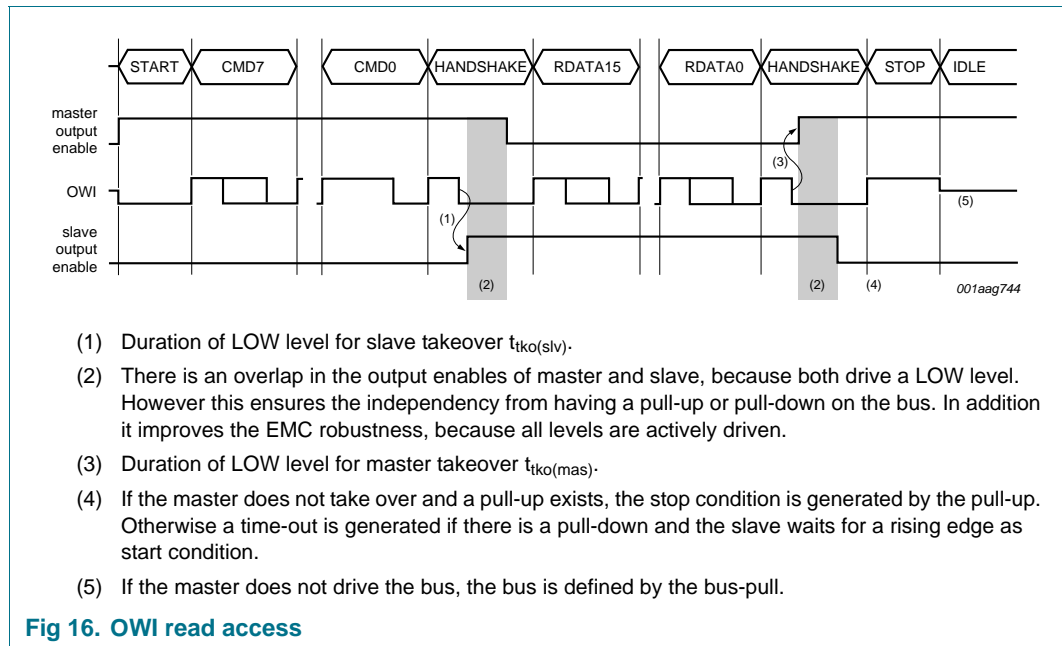 START CMD7 CMD0 HANDSHAKE RDATA15 RDATA0 HANDSHAKE STOP IDLE
master
output
enable
(3)
OWI
(5)
(1)
slave
output
enable
(2) (2) (4)
001aag744
(1) Duration of LOW level for slave takeover ttko(slv).
(2) There is an overlap in the output enables of master and slave, because both drive a LOW level.
However this ensures the independency from having a pull-up or pull-down on the bus. In addition
it improves the EMC robustness, because all levels are actively driven.
(3) Duration of LOW level for master takeover ttko(mas).
(4) If the master does not take over and a pull-up exists, the stop condition is generated by the pull-up.
Otherwise a time-out is generated if there is a pull-down and the slave waits for a rising edge as
start condition.
(5) If the master does not drive the bus, the bus is defined by the bus-pull.
Fig 16. OWI read access